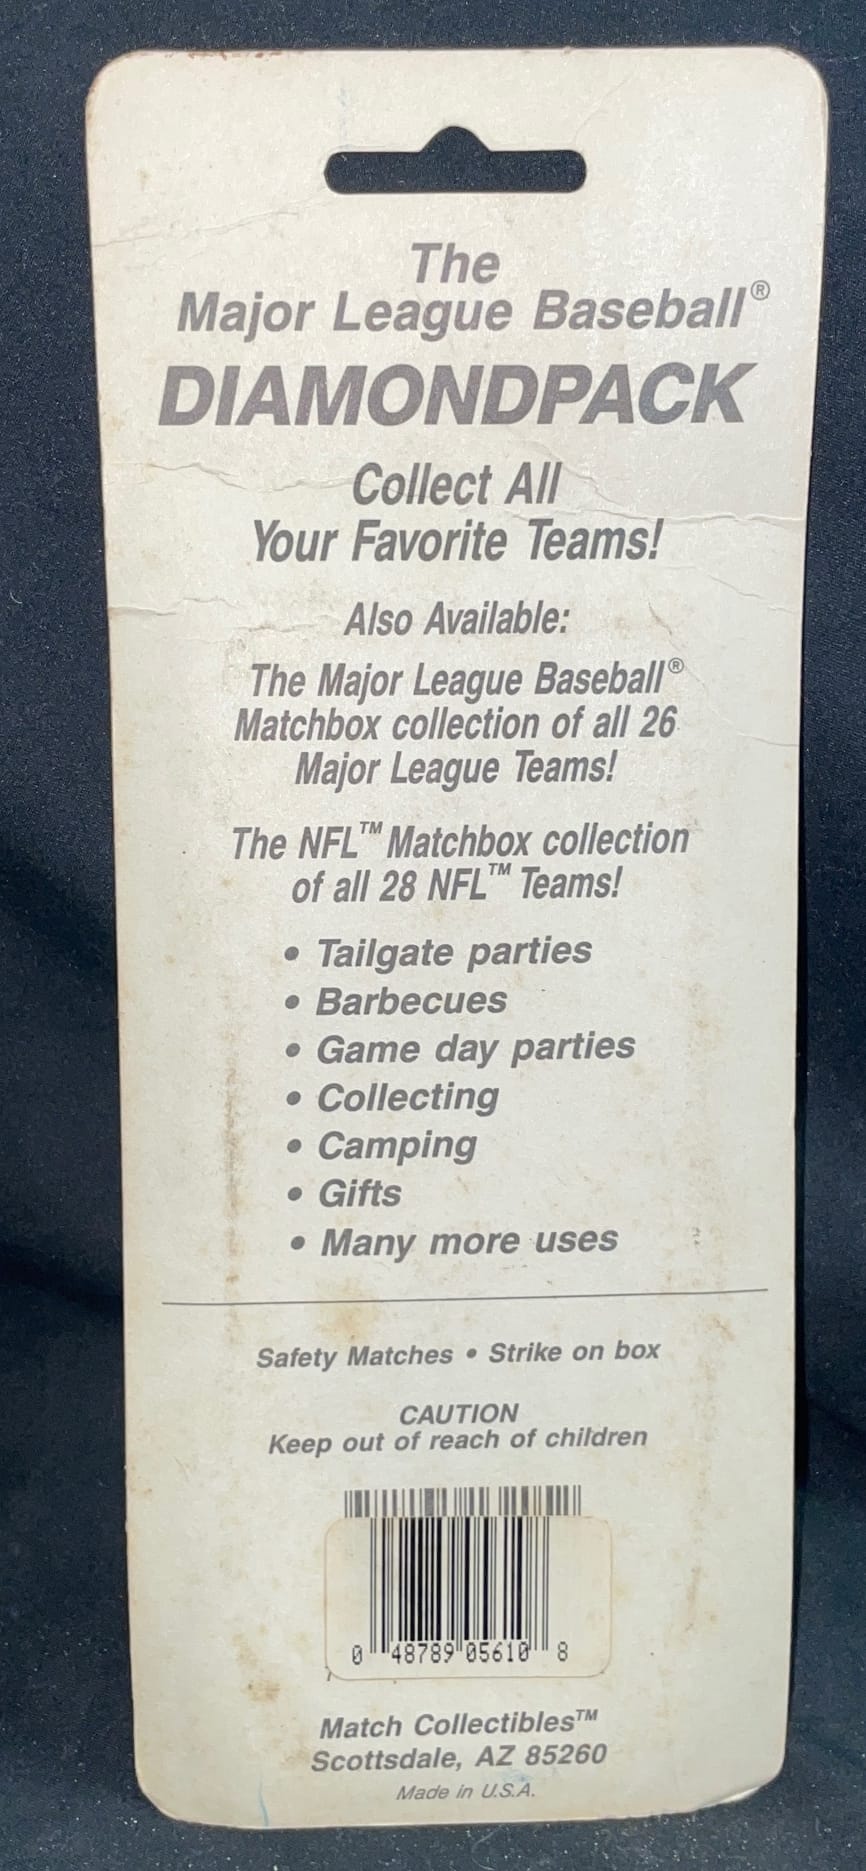 The
Major League Baseball®
DIAMONDPACK
Collect All
Your Favorite Teams!
Also Available:
The Major League Baseball®
Matchbox collection of all 26
Major League Teams!
The NFL™ Matchbox collection
of all 28 NFL™ Teams!
• Tailgate parties
• Barbecues
• Game day parties
• Collecting
• Camping
• Gifts
• Many more uses
Safety Matches • Strike on box
CAUTION
Keep out of reach of children
0 48789 05610 8
Match Collectibles™
Scottsdale, AZ 85260
Made in U.S.A.